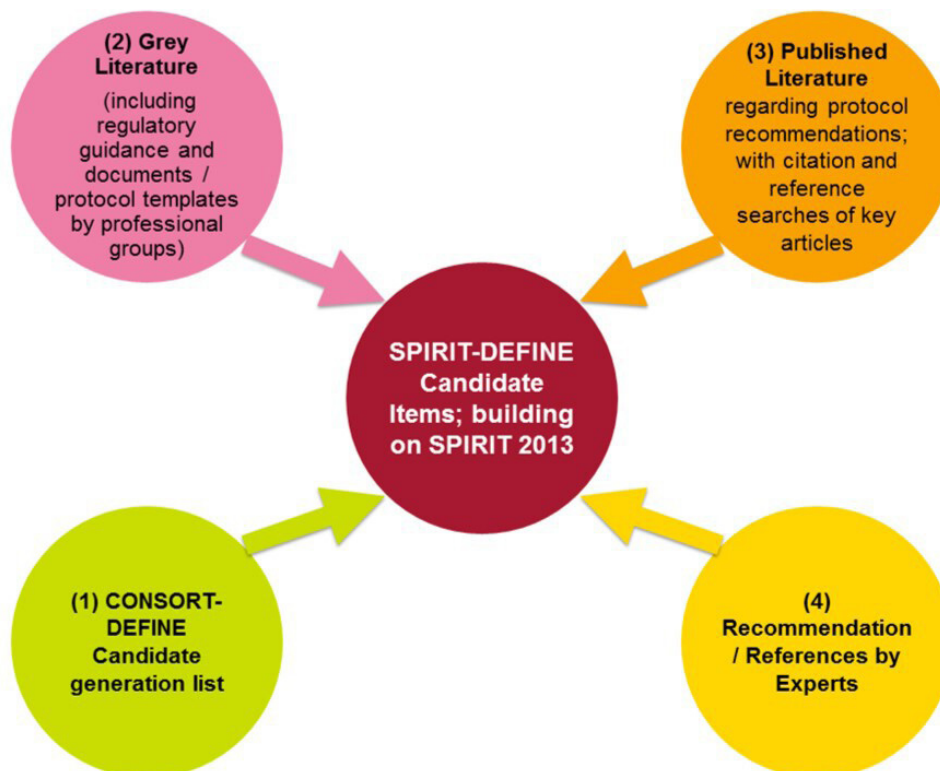 (2) Grey
Literature
(including
regulatory
guidance and
documents /
protocol templates
by professional
groups)
(3) Published
Literature
regarding protocol
recommendations;
with citation and
reference
searches of key
articles
SPIRIT-DEFINE
Candidate
Items; building
on SPIRIT 2013
(1) CONSORT-
DEFINE
Candidate
generation list
(4)
Recommendation
/ References by
Experts